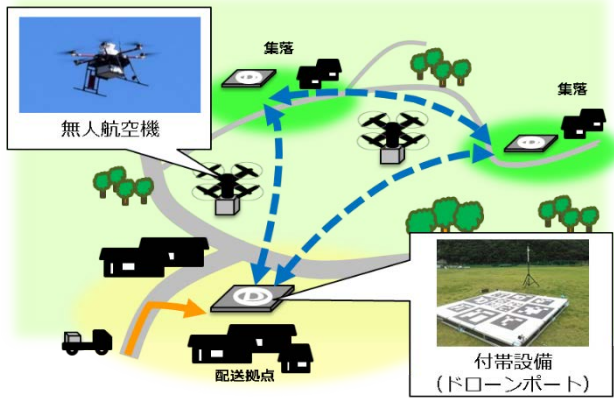 集落
無人航空機
集落
配送拠点
付帯設備
(ドローンポート)